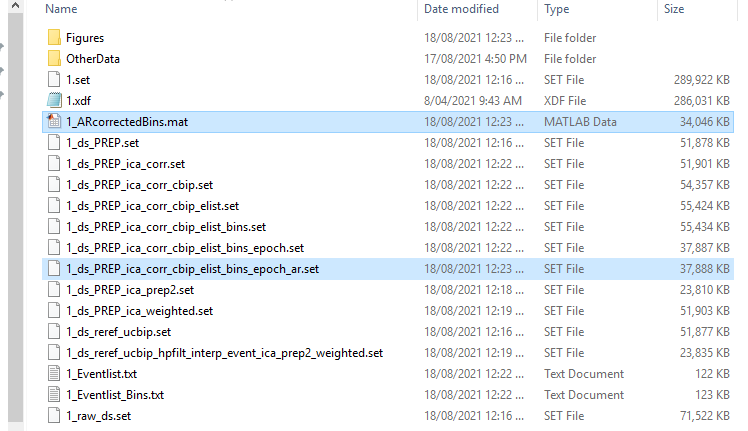 Name Date modified Type Size
Figures 18/08/2021 12:23 ... File folder
OtherData 17/08/2021 4:50 PM File folder
1.set 18/08/2021 12:16 ... SET File 289,922 KB
1.xdf 8/04/2021 9:43 AM XDF File 286,031 KB
1_ARcorrectedBins.mat 18/08/2021 12:23 ... MATLAB Data 34,046 KB
1_ds_PREP.set 18/08/2021 12:16 ... SET File 51,878 KB
1_ds_PREP_ica_corr.set 18/08/2021 12:22 ... SET File 51,901 KB
1_ds_PREP_ica_corr_cbip.set 18/08/2021 12:22 ... SET File 54,357 KB
1_ds_PREP_ica_corr_cbip_elist.set 18/08/2021 12:22 ... SET File 55,424 KB
1_ds_PREP_ica_corr_cbip_elist_bins.set 18/08/2021 12:22 ... SET File 55,434 KB
1_ds_PREP_ica_corr_cbip_elist_bins_epoch.set 18/08/2021 12:22 ... SET File 37,887 KB
1_ds_PREP_ica_corr_cbip_elist_bins_epoch_ar.set 18/08/2021 12:23 ... SET File 37,888 KB
1_ds_PREP_ica_prep2.set 18/08/2021 12:18 ... SET File 23,810 KB
1_ds_PREP_ica_weighted.set 18/08/2021 12:19 ... SET File 51,903 KB
1_ds_reref_ucbip.set 18/08/2021 12:16 ... SET File 51,877 KB
1_ds_reref_ucbip_hpfilt_interp_event_ica_prep2_weighted.set 18/08/2021 12:19 ... SET File 23,835 KB
1_Eventlist.txt 18/08/2021 12:22 ... Text Document 122 KB
1_Eventlist_Bins.txt 18/08/2021 12:22 ... Text Document 123 KB
1_raw_ds.set 18/08/2021 12:16 ... SET File 71,522 KB